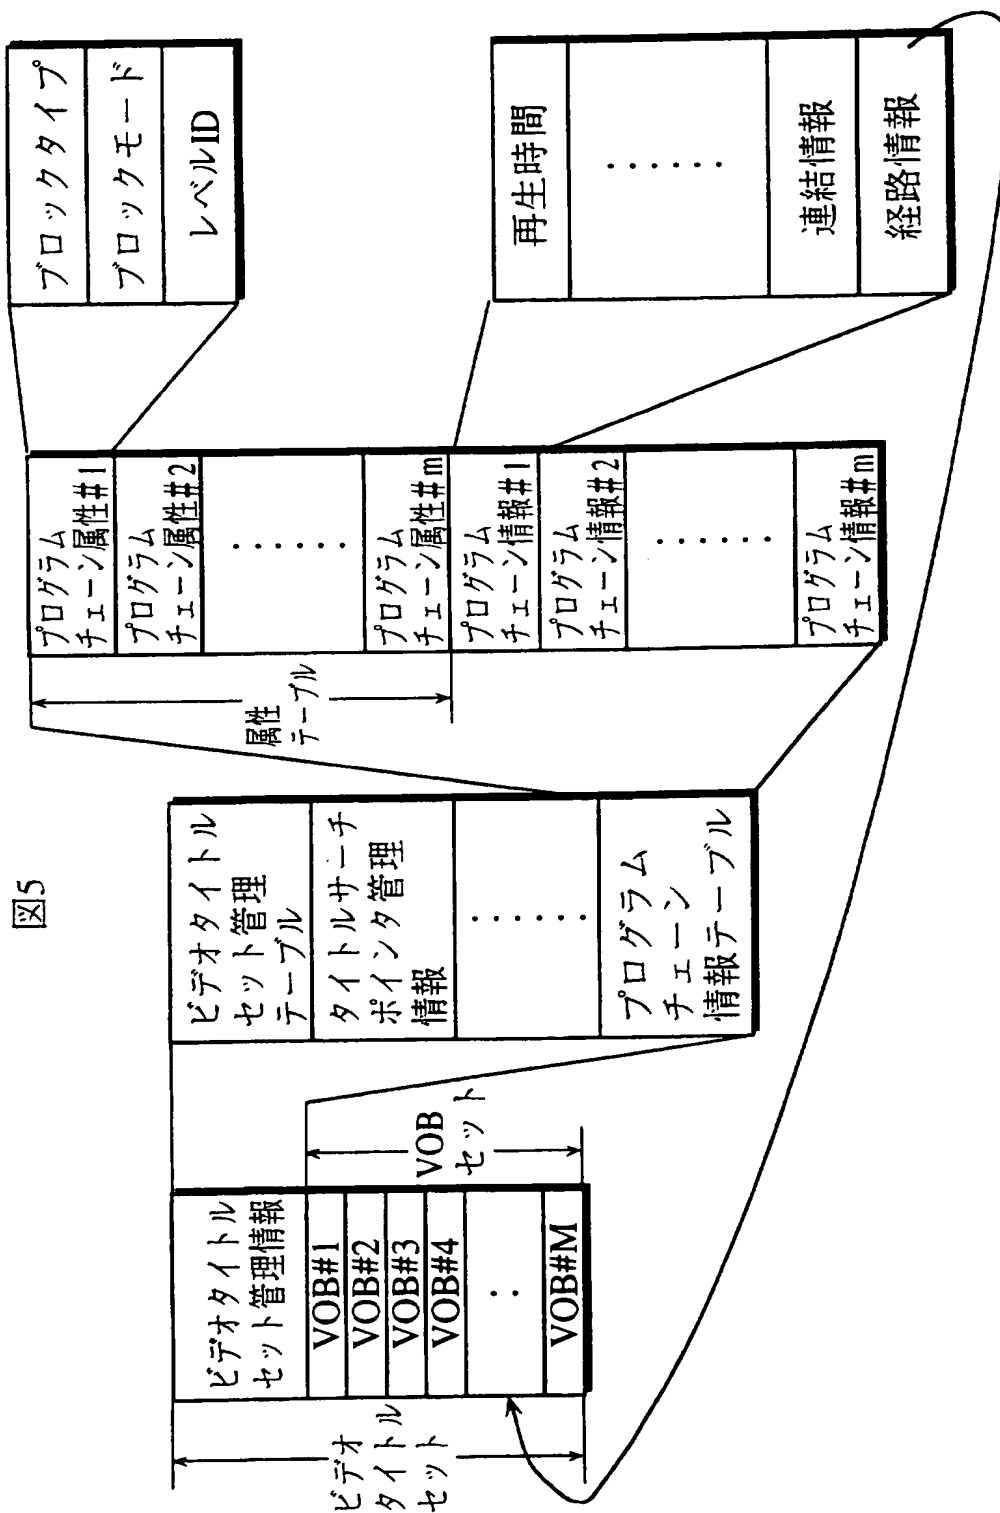 図5
ビデオ
タイトル
セット
ビデオタイトル
セット管理情報
VOB#1
VOB#2
VOB#3
VOB#4
‥
VOB#M
VOB
セット
ビデオタイトル
セット管理
テーブル
タイトルサーチ
ポインタ管理
情報
‥‥‥
プログラム
チェーン
情報テーブル
属性
テーブル
プログラム
チェーン属性#1
プログラム
チェーン属性#2
‥‥‥
プログラム
チェーン属性#m
プログラム
チェーン情報#1
プログラム
チェーン情報#2
‥‥‥
プログラム
チェーン情報#m
ブロックタイプ
ブロックモード
レベルID
再生時間
‥‥‥
連結情報
経路情報